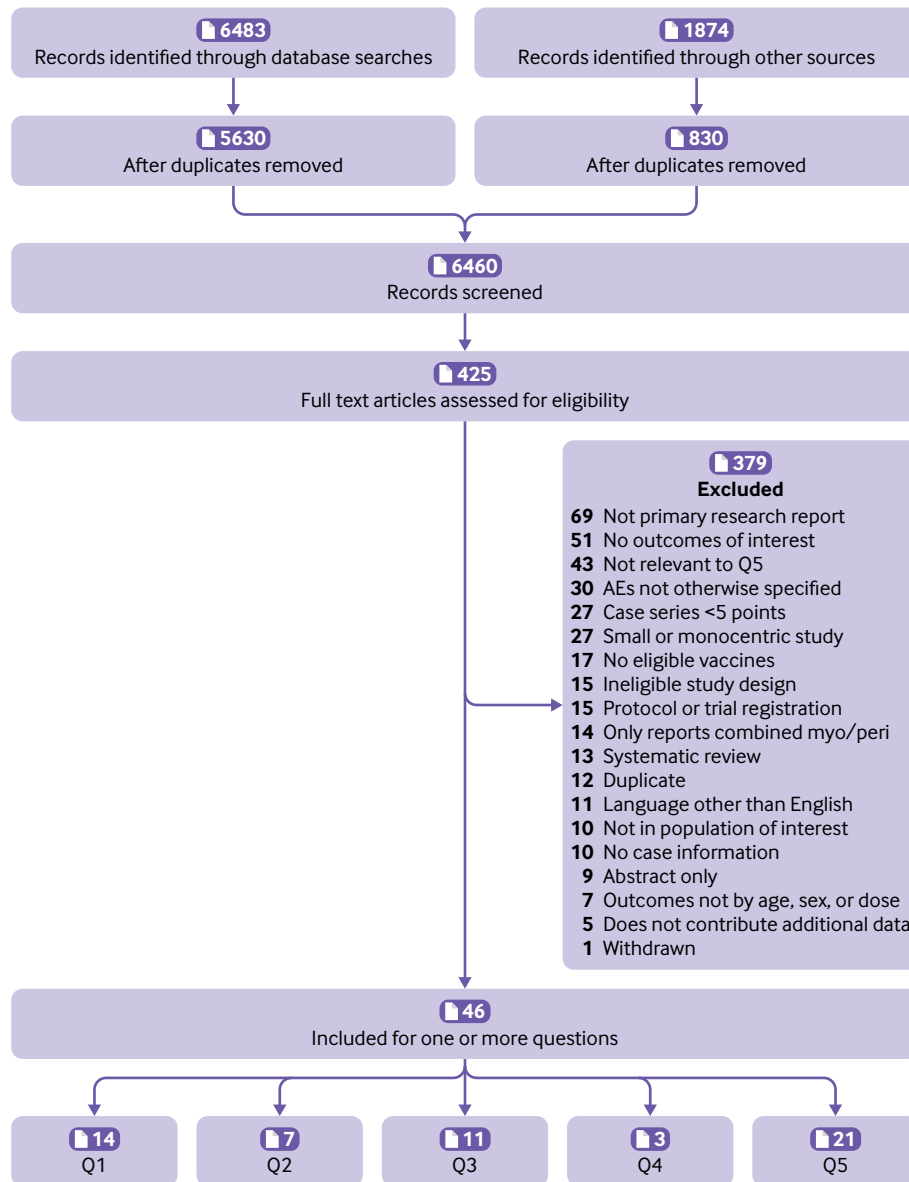 6483
Records identified through database searches
1874
Records identified through other sources
5630
After duplicates removed
830
After duplicates removed
6460
Records screened
425
Full text articles assessed for eligibility
379
Excluded
69 Not primary research report
51 No outcomes of interest
43 Not relevant to Q5
30 AEs not otherwise specified
27 Case series <5 points
27 Small or monocentric study
17 No eligible vaccines
15 Ineligible study design
15 Protocol or trial registration
14 Only reports combined myo/peri
13 Systematic review
12 Duplicate
11 Language other than English
10 Not in population of interest
10 No case information
9 Abstract only
7 Outcomes not by age, sex, or dose
5 Does not contribute additional data
1 Withdrawn
46
Included for one or more questions
14
Q1
7
Q2
11
Q3
3
Q4
21
Q5